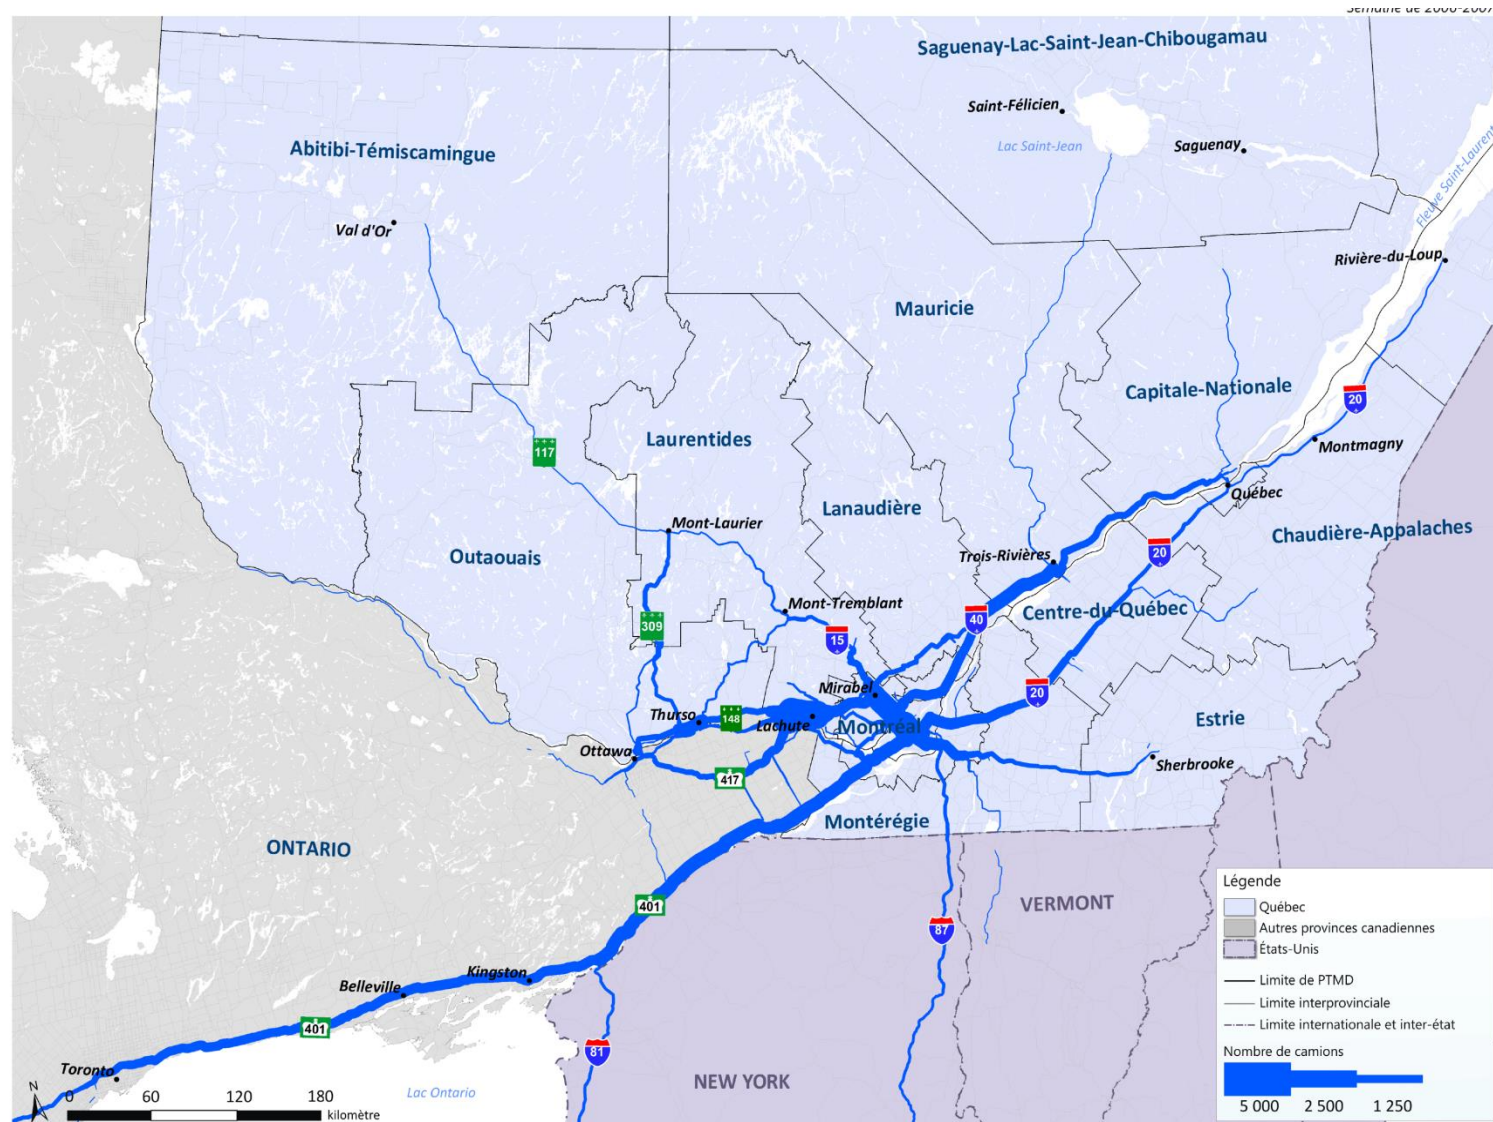 Semaine de 2006-2007
Saguenay-Lac-Saint-Jean-Chibougamau
Saint-Félicien
Lac Saint-Jean
Saguenay
Abitibi-Témiscamingue
Val d'Or
Fleuve Saint-Laurent
Rivière-du-Loup
Mauricie
Capitale-Nationale
20
Laurentides
117
Montmagny
Québec
Lanaudière
Mont-Laurier
Chaudière-Appalaches
Outaouais
Trois-Rivières
20
Mont-Tremblant
Centre-du-Québec
309
15
40
Mirabel
20
Thurso
148
Lachute
Montréal
Estrie
Ottawa
417
Sherbrooke
Montérégie
ONTARIO
401
VERMONT
87
Kingston
Belleville
401
81
Toronto
NEW YORK
Lac Ontario
N
0 60 120 180
kilomètre
Légende
Québec
Autres provinces canadiennes
États-Unis
Limite de PTMD
Limite interprovinciale
Limite internationale et inter-état
Nombre de camions
5 000 2 500 1 250